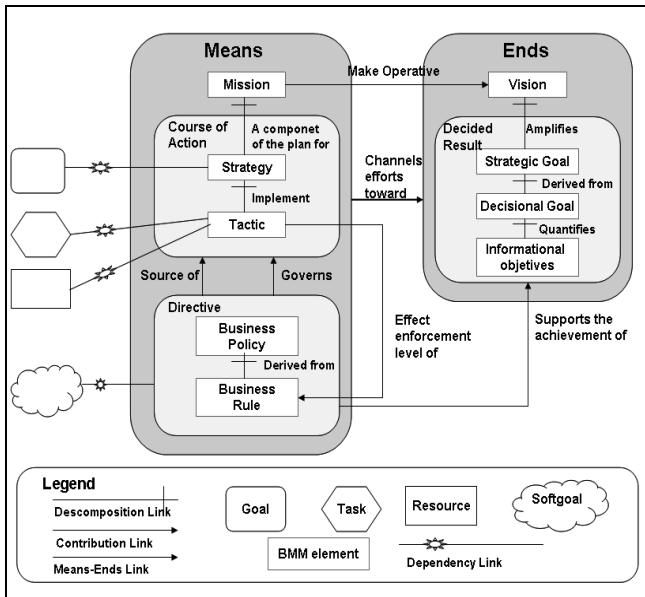 Means
Ends
Mission
Make Operative
Vision
Course of
Action
A componet
of the plan for
Decided
Result
Amplifies
Strategy
Channels
efforts
toward
Strategic Goal
Implement
Derived from
Tactic
Decisional Goal
Quantifies
Informational
objetives
Source of
Governs
Directive
Business
Policy
Derived from
Business
Rule
Effect
enforcement
level of
Supports the
achievement of
Legend
Descomposition Link
Contribution Link
Means-Ends Link
Goal
Task
Resource
Softgoal
BMM element
Dependency Link